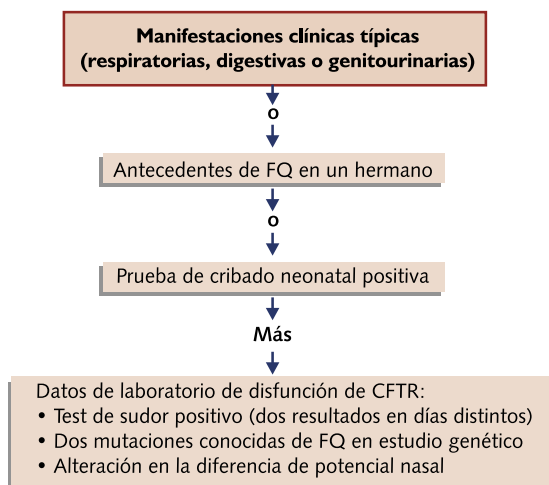 Manifestaciones clínicas típicas
(respiratorias, digestivas o genitourinarias)
o
Antecedentes de FQ en un hermano
o
Prueba de cribado neonatal positiva
Más
Datos de laboratorio de disfunción de CFTR:
• Test de sudor positivo (dos resultados en días distintos)
• Dos mutaciones conocidas de FQ en estudio genético
• Alteración en la diferencia de potencial nasal